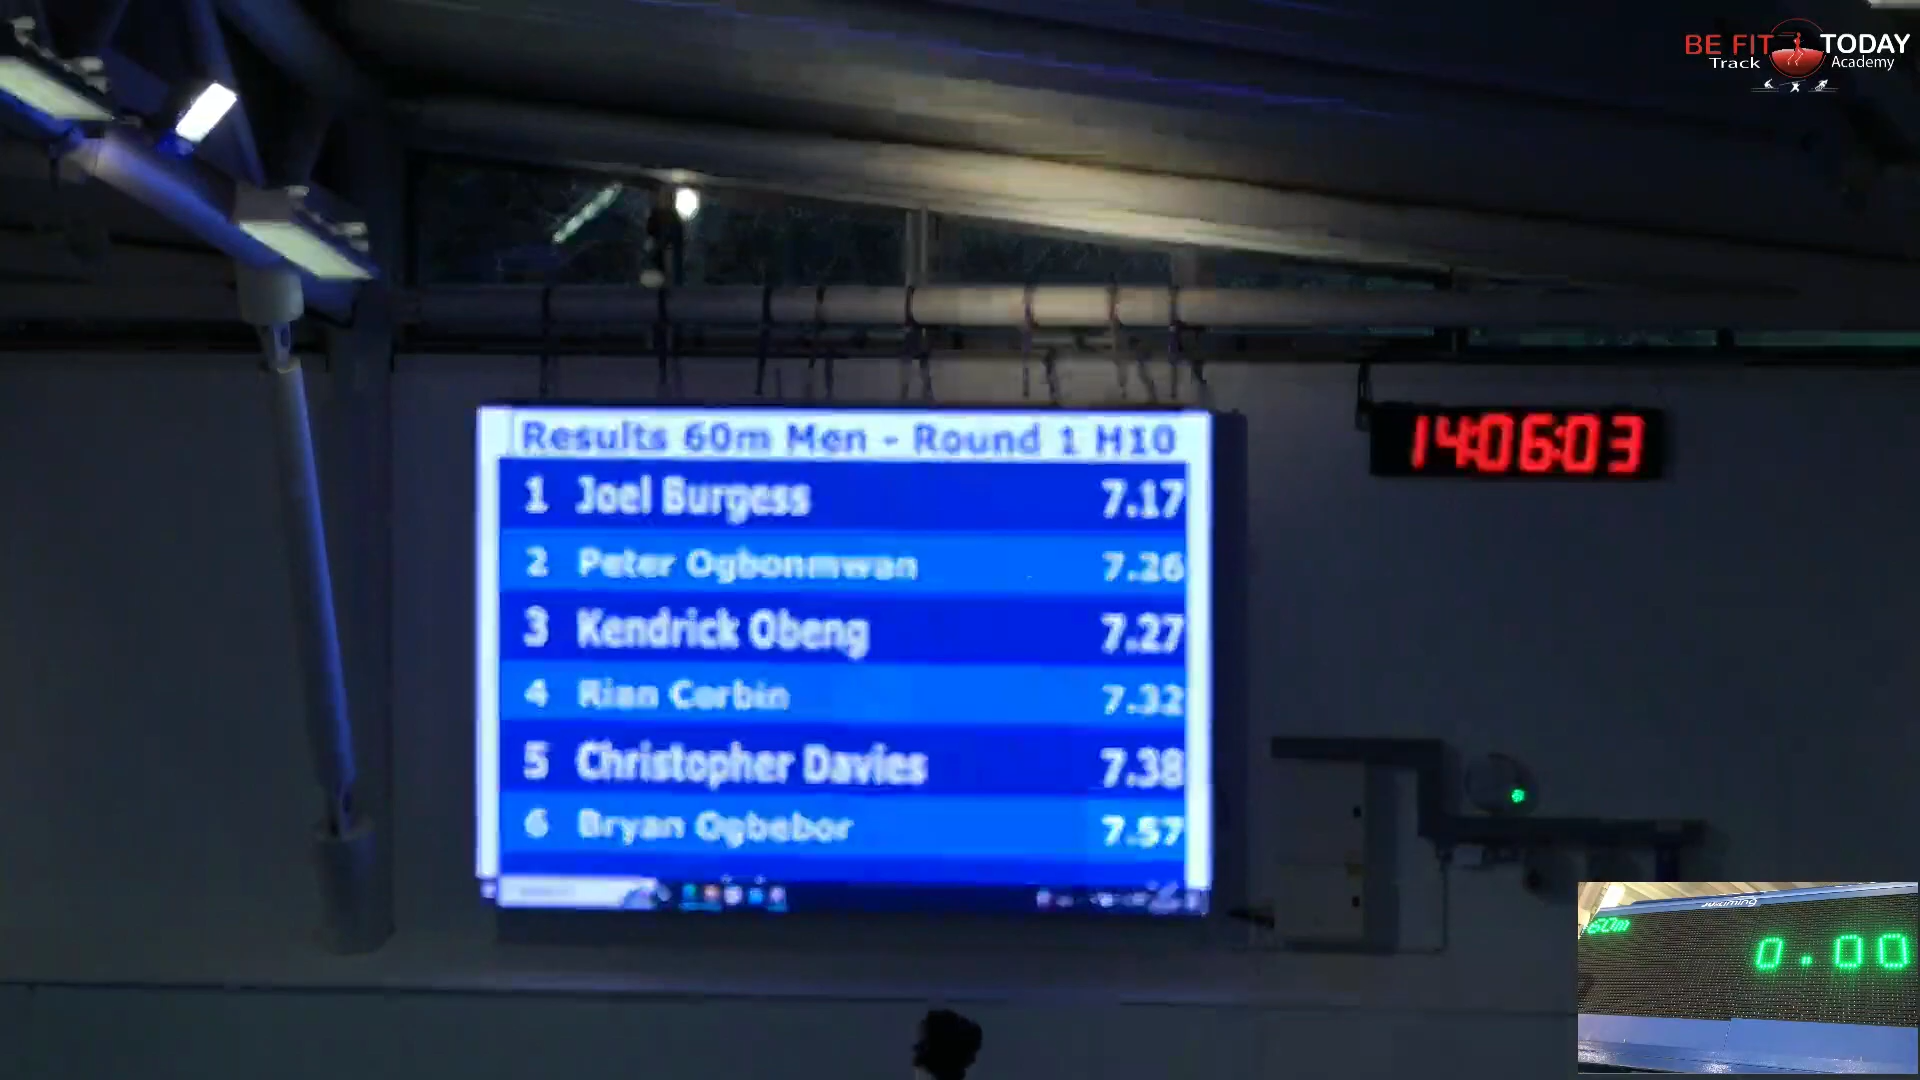 BE FIT TODAY
Track Academy
Results 60m Men - Round 1 H10
1 Joel Burgess 7.17
2 Peter Ogbonmwan 7.26
3 Kendrick Obeng 7.27
4 Rian Corbin 7.32
5 Christopher Davies 7.38
6 Bryan Ogbebor 7.57
14:06:03
60m
0.00